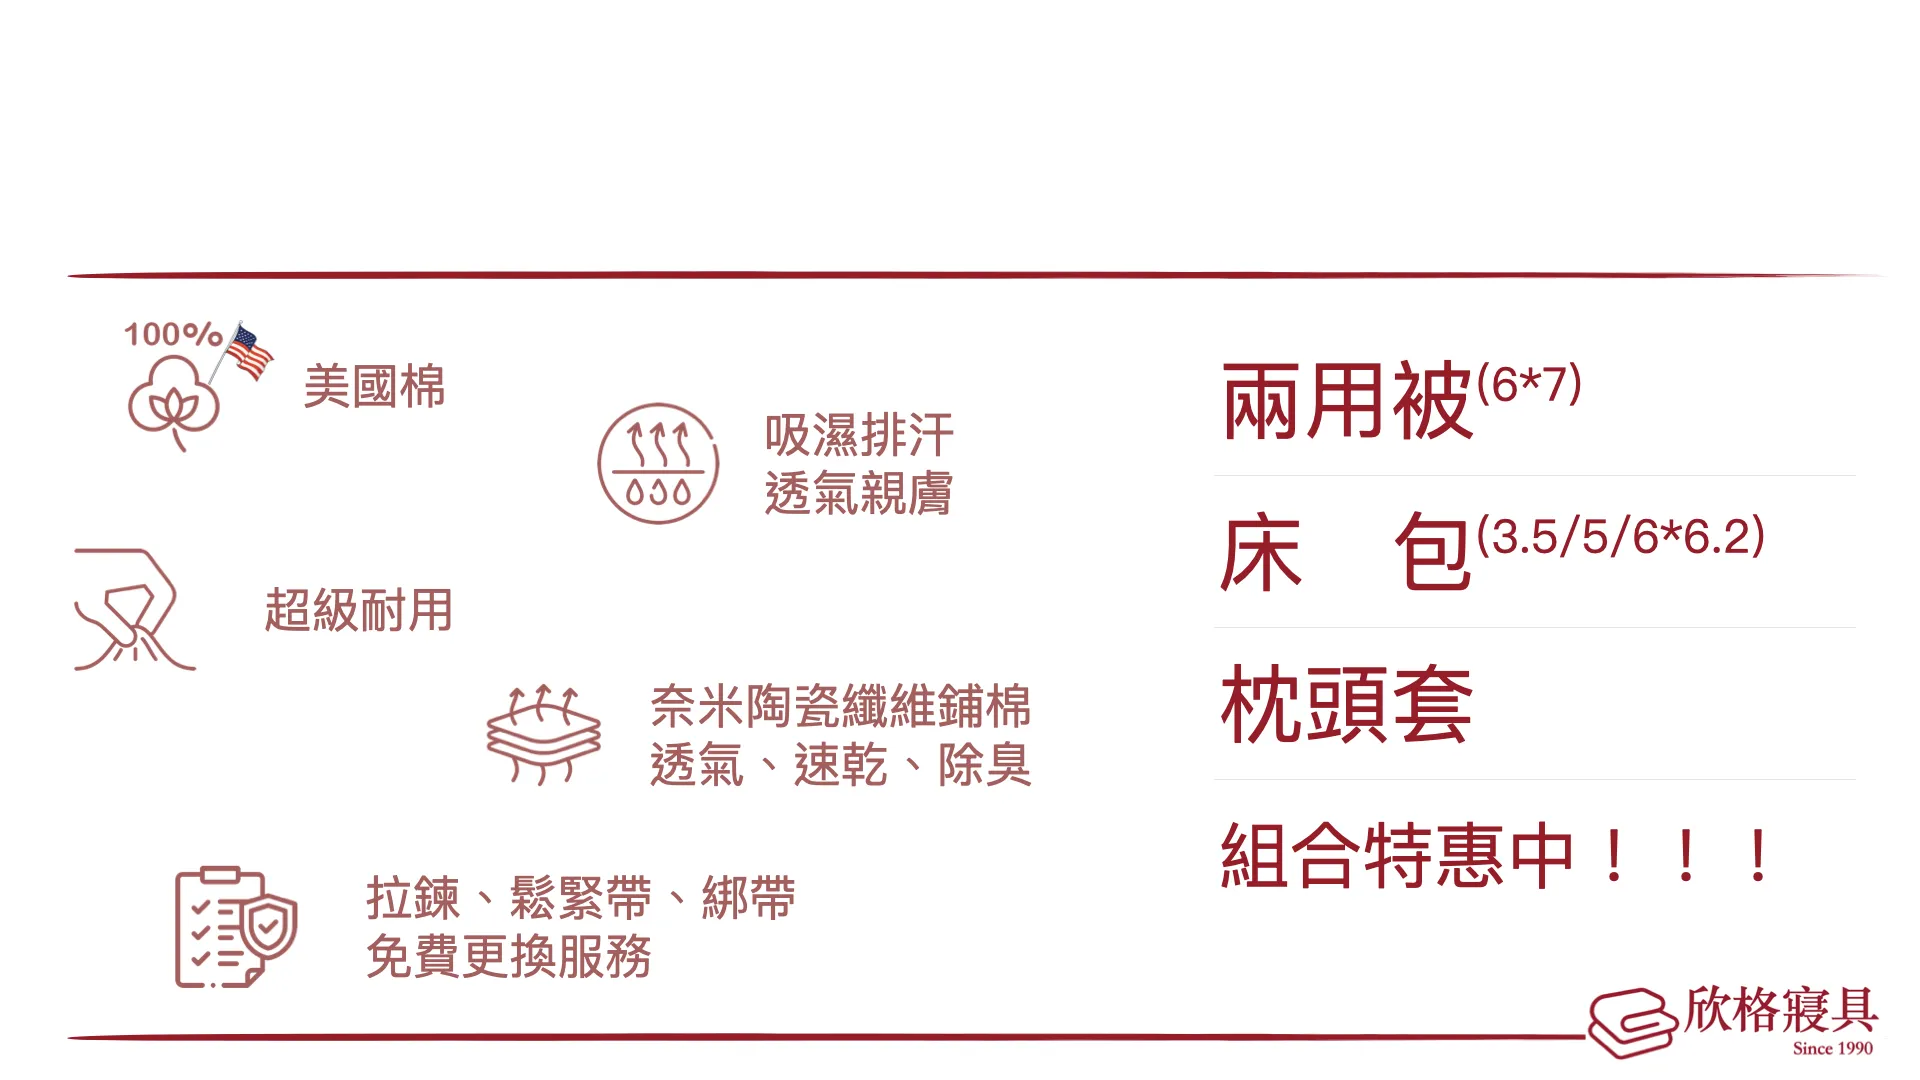 100%
美國棉
吸濕排汗
透氣親膚
超級耐用
奈米陶瓷纖維鋪棉
透氣、速乾、除臭
拉鍊、鬆緊帶、綁帶
免費更換服務
兩用被(6*7)
床　包(3.5/5/6*6.2)
枕頭套
組合特惠中！！！
欣格寢具
Since 1990